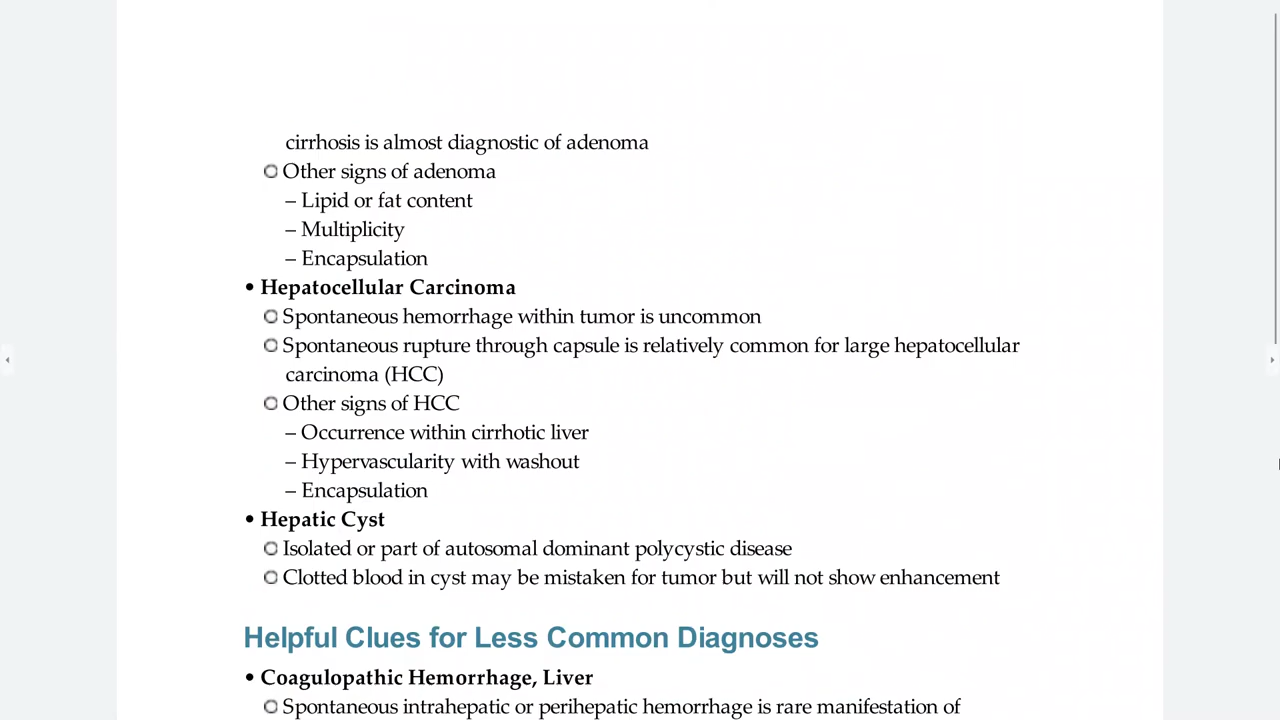 cirrhosis is almost diagnostic of adenoma
Other signs of adenoma
– Lipid or fat content
– Multiplicity
– Encapsulation
• Hepatocellular Carcinoma
Spontaneous hemorrhage within tumor is uncommon
Spontaneous rupture through capsule is relatively common for large hepatocellular
carcinoma (HCC)
Other signs of HCC
– Occurrence within cirrhotic liver
– Hypervascularity with washout
– Encapsulation
• Hepatic Cyst
Isolated or part of autosomal dominant polycystic disease
Clotted blood in cyst may be mistaken for tumor but will not show enhancement
Helpful Clues for Less Common Diagnoses
• Coagulopathic Hemorrhage, Liver
Spontaneous intrahepatic or perihepatic hemorrhage is rare manifestation of